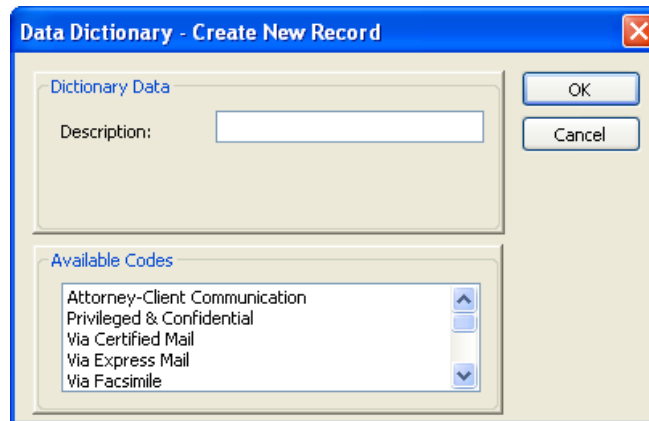 Data Dictionary - Create New Record
Dictionary Data
OK
Description:
Cancel
Available Codes
Attorney-Client Communication
Privileged & Confidential
Via Certified Mail
Via Express Mail
Via Facsimile